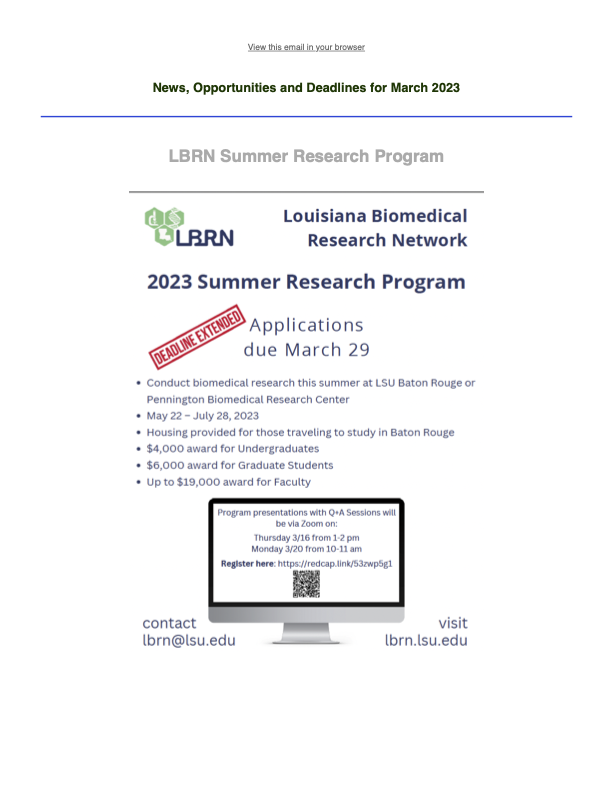 View this email in your browser
News, Opportunities and Deadlines for March 2023
LBRN Summer Research Program
LBRN
Louisiana Biomedical
Research Network
2023 Summer Research Program
DEADLINE EXTENDED
Applications
due March 29
• Conduct biomedical research this summer at LSU Baton Rouge or
Pennington Biomedical Research Center
• May 22 – July 28, 2023
• Housing provided for those traveling to study in Baton Rouge
• $4,000 award for Undergraduates
• $6,000 award for Graduate Students
• Up to $19,000 award for Faculty
Program presentations with Q+A Sessions will
be via Zoom on:
Thursday 3/16 from 1-2 pm
Monday 3/20 from 10-11 am
Register here: https://redcap.link/53zwp5g1
contact
lbrn@lsu.edu
visit
lbrn.lsu.edu